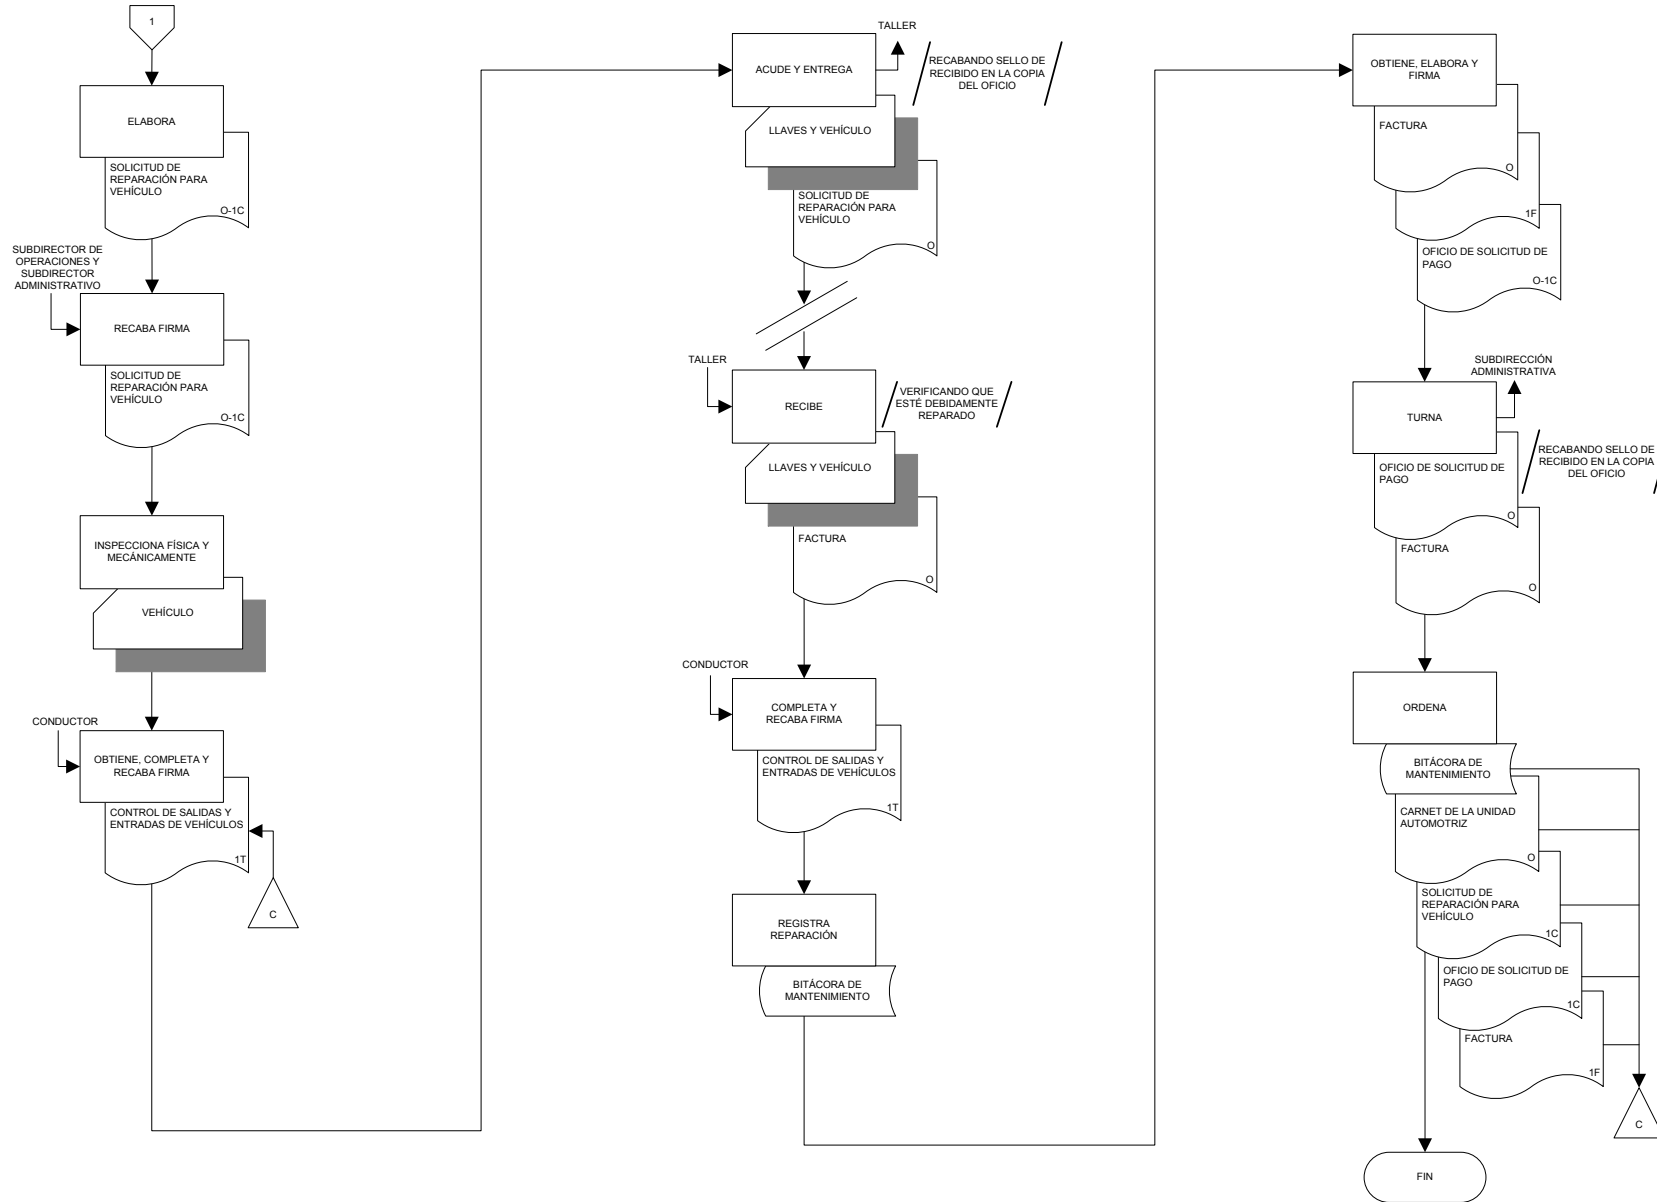 1
ELABORA
SOLICITUD DE
REPARACIÓN PARA
VEHÍCULO
O-1C
SUBDIRECTOR DE
OPERACIONES Y
SUBDIRECTOR
ADMINISTRATIVO
RECABA FIRMA
SOLICITUD DE
REPARACIÓN PARA
VEHÍCULO
O-1C
INSPECCIONA FÍSICA Y
MECÁNICAMENTE
VEHÍCULO
CONDUCTOR
OBTIENE, COMPLETA Y
RECABA FIRMA
CONTROL DE SALIDAS Y
ENTRADAS DE VEHÍCULOS
1T
C
TALLER
ACUDE Y ENTREGA
RECABANDO SELLO DE
RECIBIDO EN LA COPIA
DEL OFICIO
LLAVES Y VEHÍCULO
SOLICITUD DE
REPARACIÓN PARA
VEHÍCULO
O
TALLER
RECIBE
VERIFICANDO QUE
ESTÉ DEBIDAMENTE
REPARADO
LLAVES Y VEHÍCULO
FACTURA
O
CONDUCTOR
COMPLETA Y
RECABA FIRMA
CONTROL DE SALIDAS Y
ENTRADAS DE VEHÍCULOS
1T
REGISTRA
REPARACIÓN
BITÁCORA DE
MANTENIMIENTO
OBTIENE, ELABORA Y
FIRMA
FACTURA
O
1F
OFICIO DE SOLICITUD DE
PAGO
O-1C
SUBDIRECCIÓN
ADMINISTRATIVA
TURNA
RECABANDO SELLO DE
RECIBIDO EN LA COPIA
DEL OFICIO
OFICIO DE SOLICITUD DE
PAGO
O
FACTURA
O
ORDENA
BITÁCORA DE
MANTENIMIENTO
CARNET DE LA UNIDAD
AUTOMOTRIZ
O
SOLICITUD DE
REPARACIÓN PARA
VEHÍCULO
1C
OFICIO DE SOLICITUD DE
PAGO
1C
FACTURA
1F
C
FIN